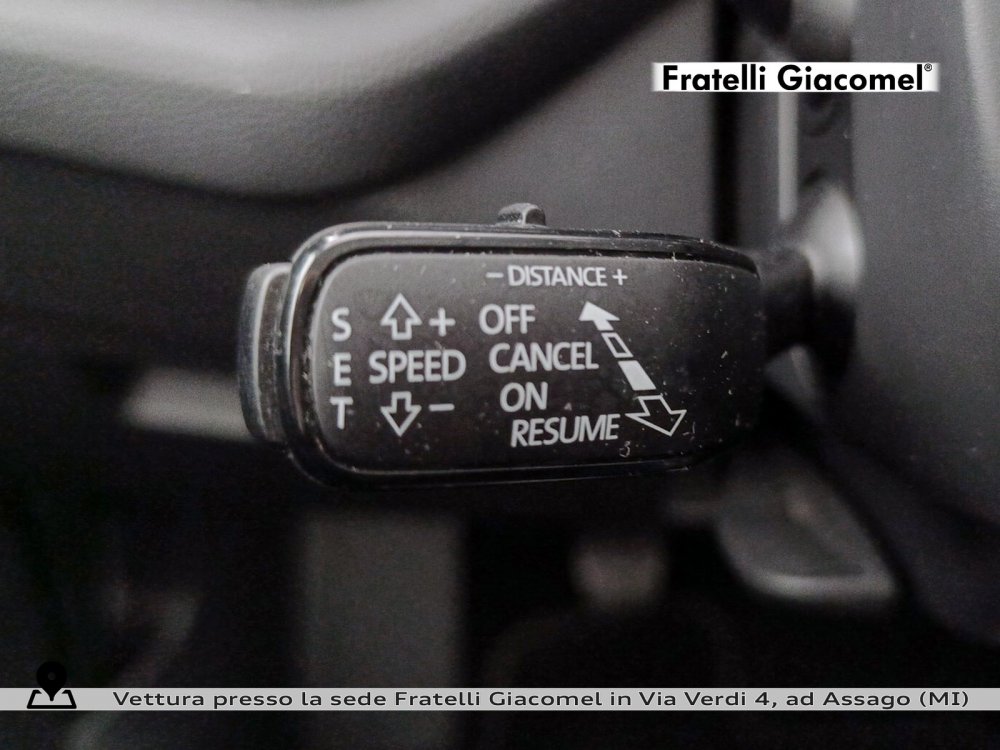 Fratelli Giacomel®
− DISTANCE +
S + OFF
E SPEED CANCEL
T − ON
RESUME
Vettura presso la sede Fratelli Giacomel in Via Verdi 4, ad Assago (MI)